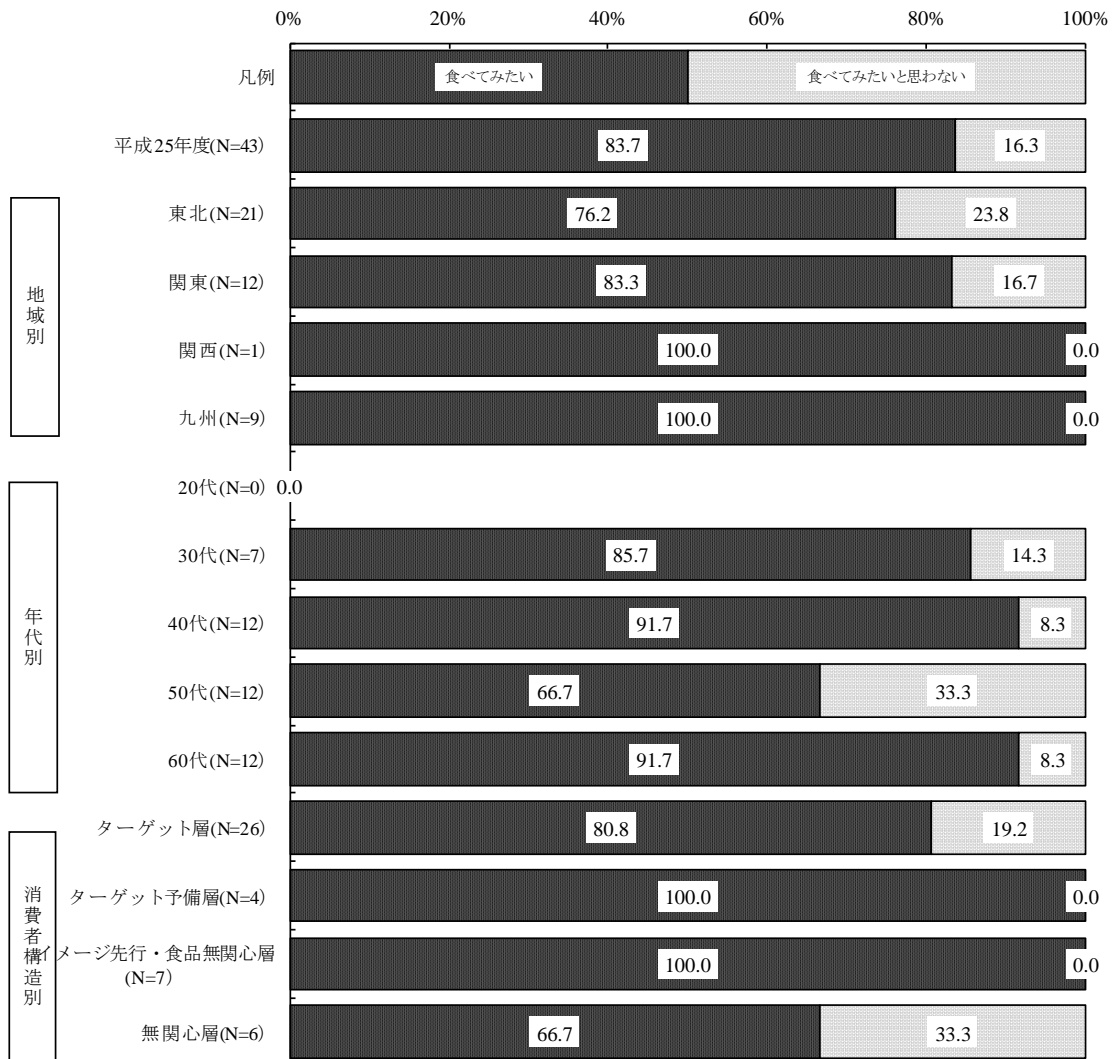 0% 20% 40% 60% 80% 100%
凡例 食べてみたい 食べてみたいと思わない
平成25年度(N=43) 83.7 16.3
地域別
東北(N=21) 76.2 23.8
関東(N=12) 83.3 16.7
関西(N=1) 100.0 0.0
九州(N=9) 100.0 0.0
年代別
20代(N=0) 0.0
30代(N=7) 85.7 14.3
40代(N=12) 91.7 8.3
50代(N=12) 66.7 33.3
60代(N=12) 91.7 8.3
消費者構造別
ターゲット層(N=26) 80.8 19.2
ターゲット予備層(N=4) 100.0 0.0
イメージ先行・食品無関心層
(N=7) 100.0 0.0
無関心層(N=6) 66.7 33.3